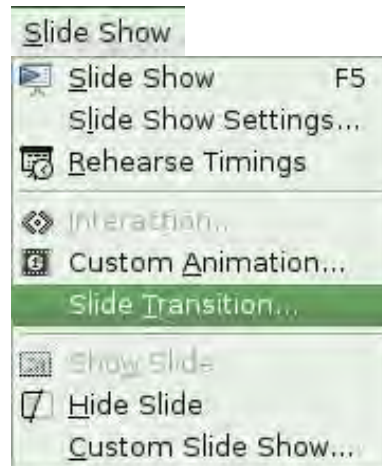 Slide Show
Slide Show F5
Slide Show Settings...
Rehearse Timings
Interaction...
Custom Animation...
Slide Transition...
Show Slide
Hide Slide
Custom Slide Show...